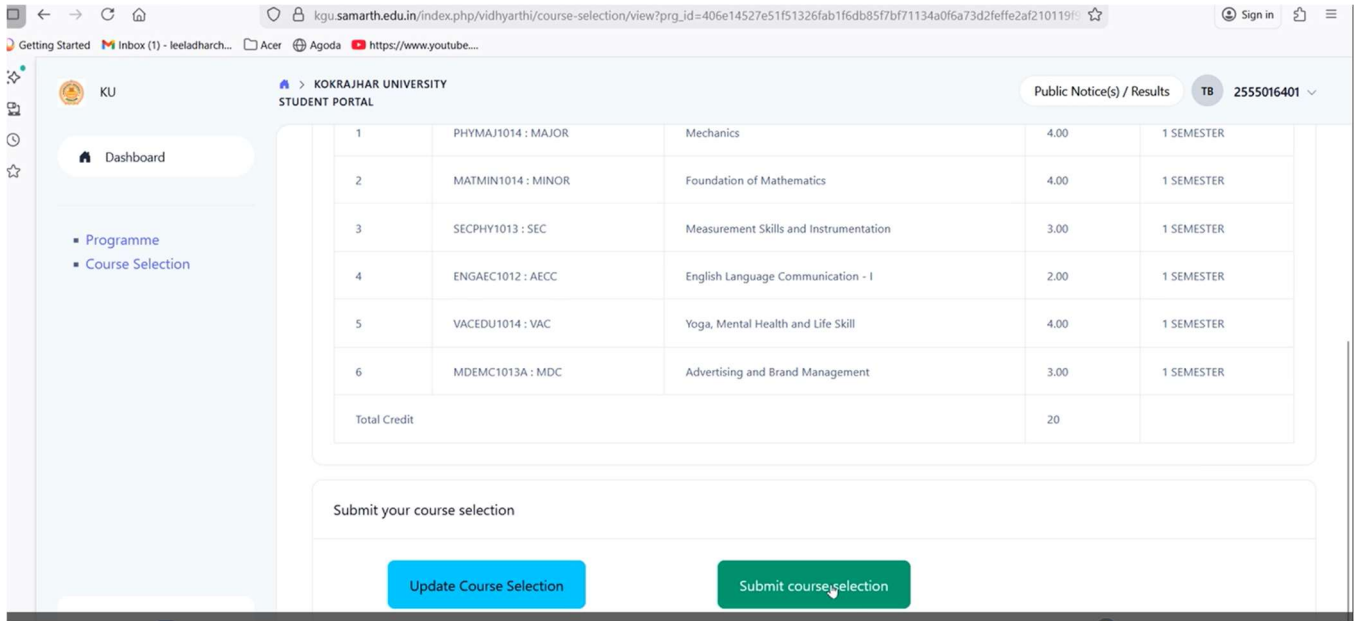 kgu.samarth.edu.in/index.php/vidhyarthi/course-selection/view?prg_id=406e14527e51f51326fab1f6db85f7bf71134a0f6a73d2feffe2af210119f
Sign in
Getting Started Inbox (1) - leeladharch... Acer Agoda https://www.youtube....
KU
KOKRAJHAR UNIVERSITY
STUDENT PORTAL
Public Notice(s) / Results
TB
2555016401
Dashboard
Programme
Course Selection
1 PHYMAJ1014 : MAJOR Mechanics 4.00 1 SEMESTER
2 MATMIN1014 : MINOR Foundation of Mathematics 4.00 1 SEMESTER
3 SECPHY1013 : SEC Measurement Skills and Instrumentation 3.00 1 SEMESTER
4 ENGAEC1012 : AECC English Language Communication - I 2.00 1 SEMESTER
5 VACEDU1014 : VAC Yoga, Mental Health and Life Skill 4.00 1 SEMESTER
6 MDEMC1013A : MDC Advertising and Brand Management 3.00 1 SEMESTER
Total Credit 20
Submit your course selection
Update Course Selection
Submit course selection